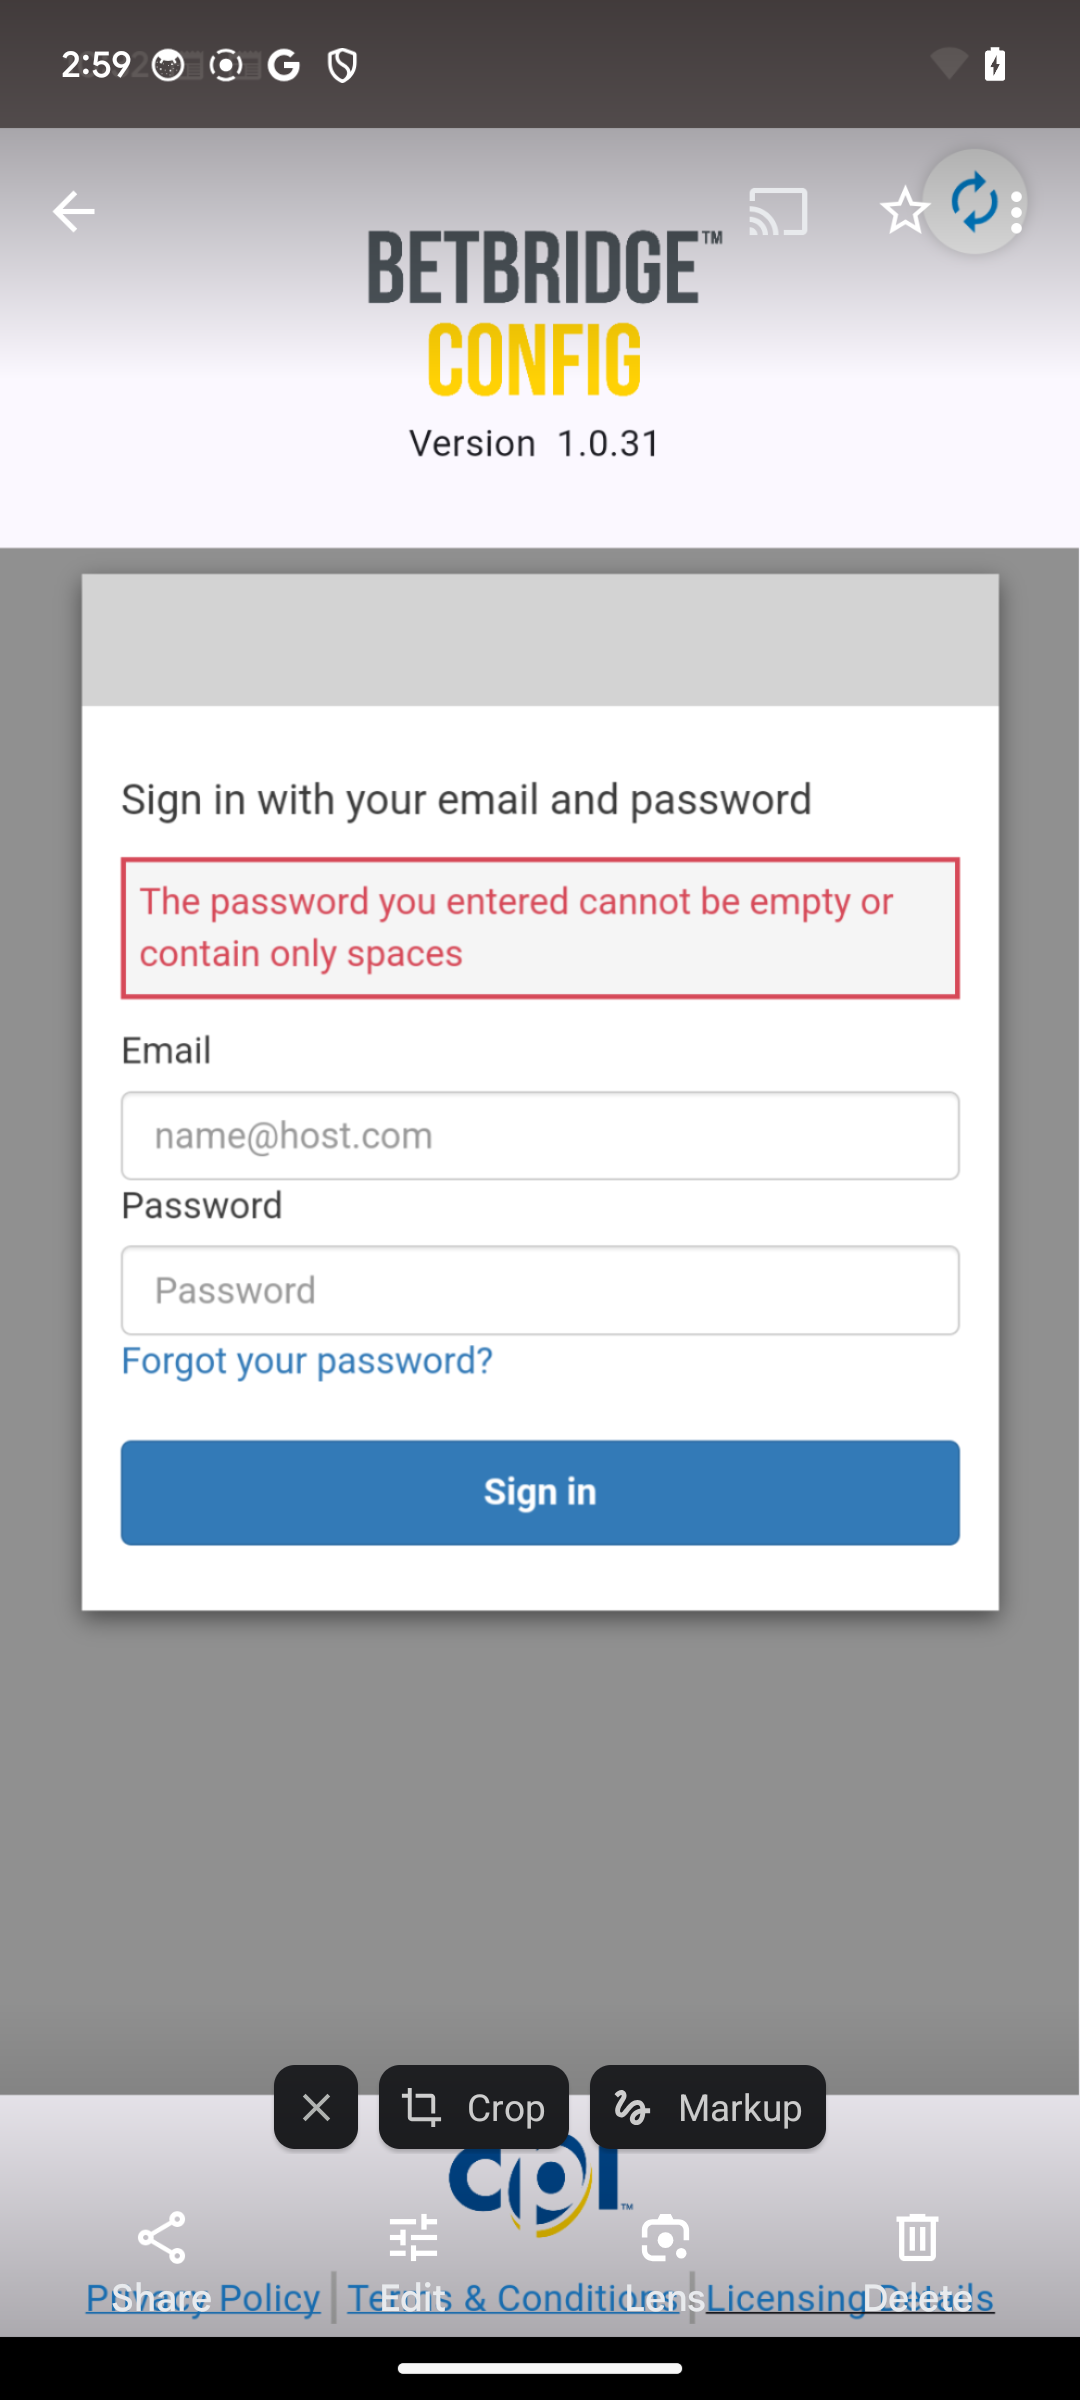 2:59
BETBRIDGE™
CONFIG
Version 1.0.31
Sign in with your email and password
The password you entered cannot be empty or
contain only spaces
Email
name@host.com
Password
Password
Forgot your password?
Sign in
Crop
Markup
cpi™
Share
Edit
Lens
Delete
Privacy Policy
Terms & Conditions
Licensing Details